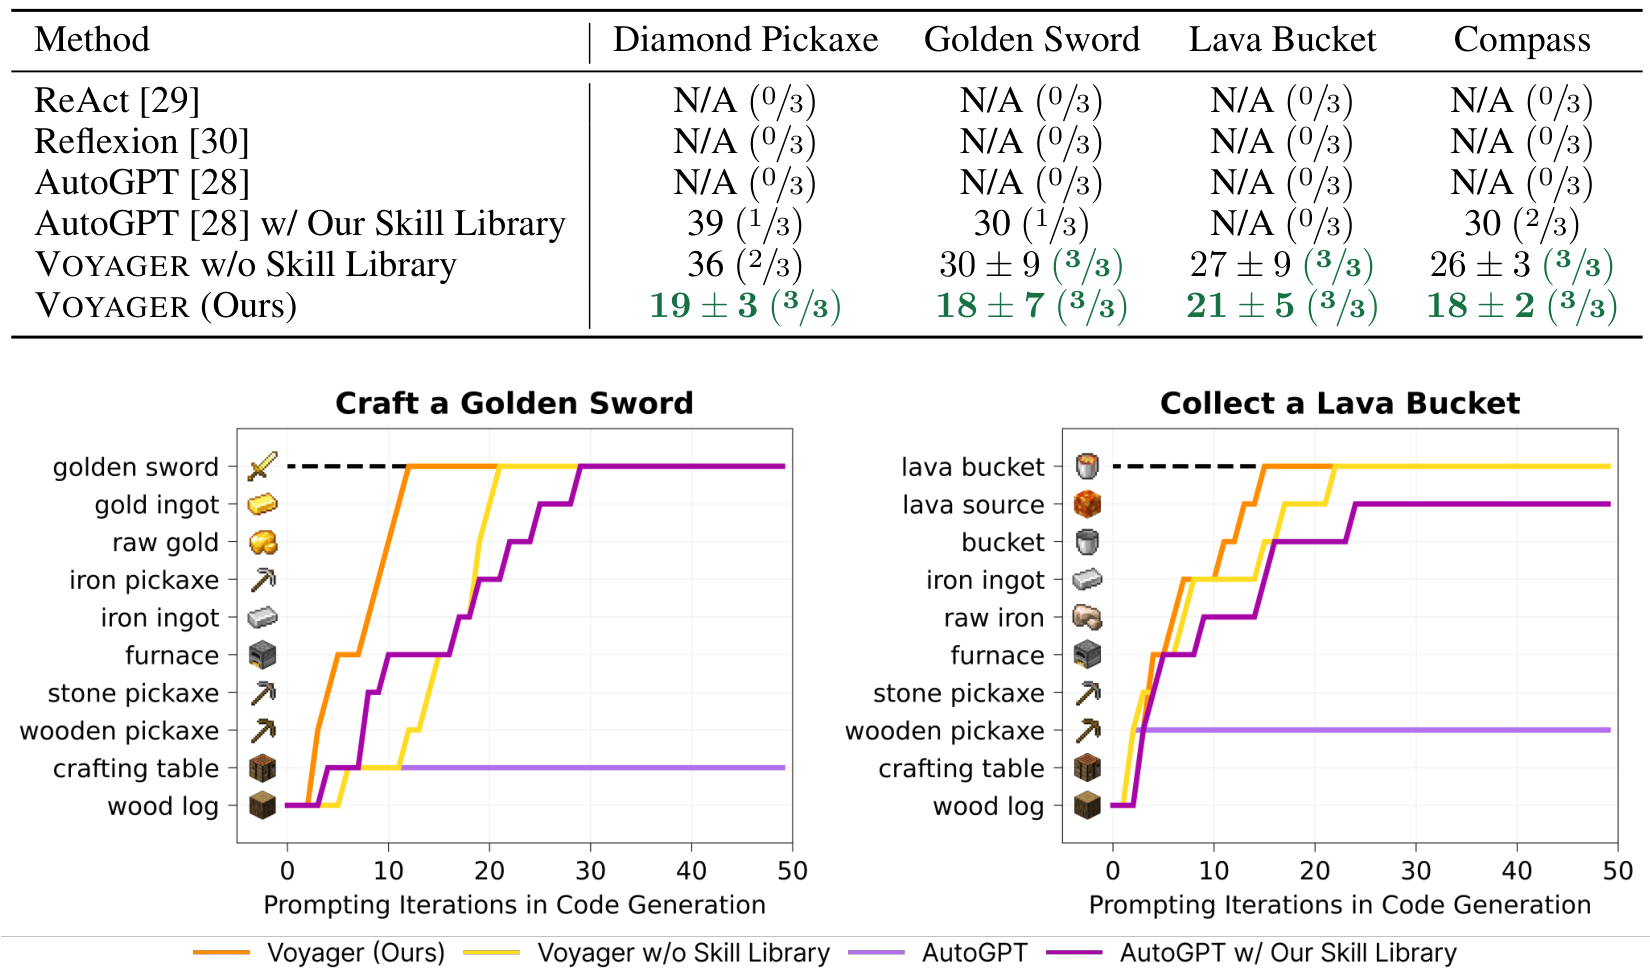 Method Diamond Pickaxe Golden Sword Lava Bucket Compass
ReAct [29] N/A (0/3) N/A (0/3) N/A (0/3) N/A (0/3)
Reflexion [30] N/A (0/3) N/A (0/3) N/A (0/3) N/A (0/3)
AutoGPT [28] N/A (0/3) N/A (0/3) N/A (0/3) N/A (0/3)
AutoGPT [28] w/ Our Skill Library 39 (1/3) 30 (1/3) N/A (0/3) 30 (2/3)
VOYAGER w/o Skill Library 36 (2/3) 30 ± 9 (3/3) 27 ± 9 (3/3) 26 ± 3 (3/3)
VOYAGER (Ours) 19 ± 3 (3/3) 18 ± 7 (3/3) 21 ± 5 (3/3) 18 ± 2 (3/3)
Craft a Golden Sword
golden sword
gold ingot
raw gold
iron pickaxe
iron ingot
furnace
stone pickaxe
wooden pickaxe
crafting table
wood log
0 10 20 30 40 50
Prompting Iterations in Code Generation
Collect a Lava Bucket
lava bucket
lava source
bucket
iron ingot
raw iron
furnace
stone pickaxe
wooden pickaxe
crafting table
wood log
0 10 20 30 40 50
Prompting Iterations in Code Generation
Voyager (Ours) Voyager w/o Skill Library AutoGPT AutoGPT w/ Our Skill Library